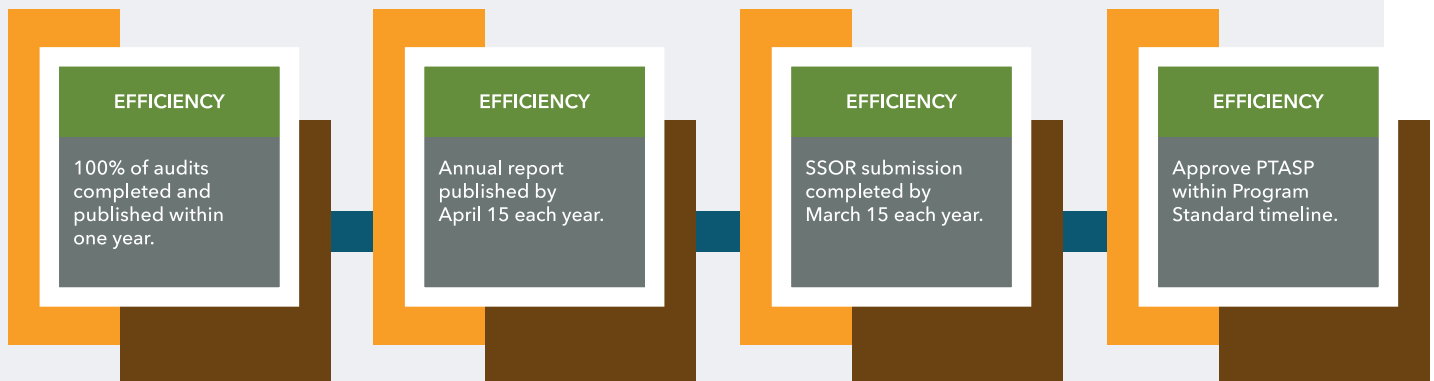 EFFICIENCY
100% of audits
completed and
published within
one year.
EFFICIENCY
Annual report
published by
April 15 each year.
EFFICIENCY
SSOR submission
completed by
March 15 each year.
EFFICIENCY
Approve PTASP
within Program
Standard timeline.